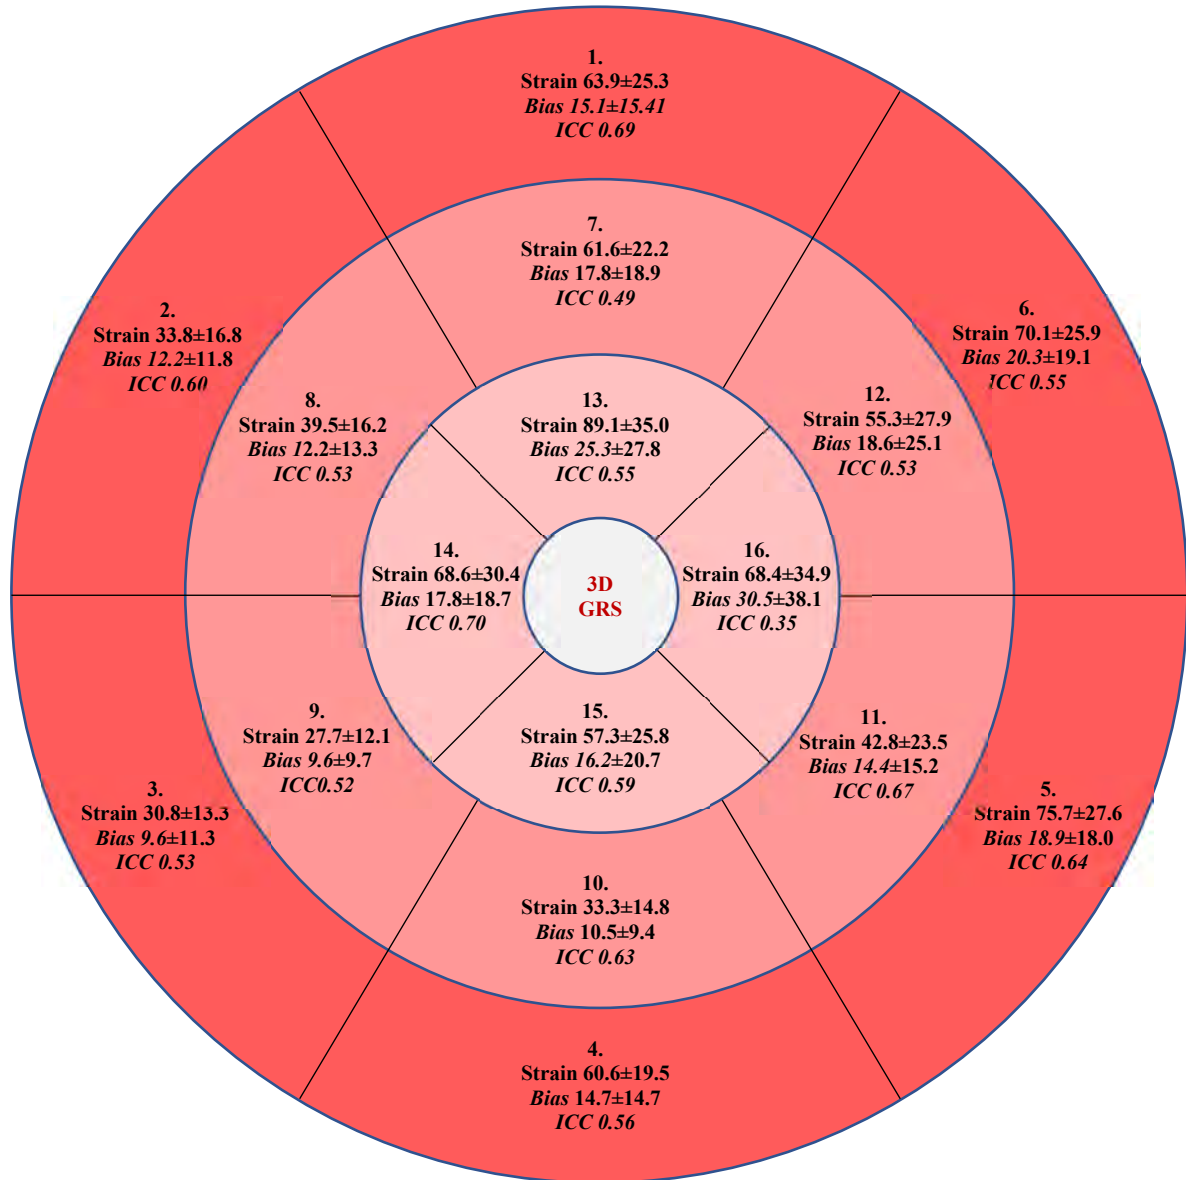 1.
Strain 63.9±25.3
Bias 15.1±15.41
ICC 0.69
2.
Strain 33.8±16.8
Bias 12.2±11.8
ICC 0.60
3.
Strain 30.8±13.3
Bias 9.6±11.3
ICC 0.53
4.
Strain 60.6±19.5
Bias 14.7±14.7
ICC 0.56
5.
Strain 75.7±27.6
Bias 18.9±18.0
ICC 0.64
6.
Strain 70.1±25.9
Bias 20.3±19.1
ICC 0.55
7.
Strain 61.6±22.2
Bias 17.8±18.9
ICC 0.49
8.
Strain 39.5±16.2
Bias 12.2±13.3
ICC 0.53
9.
Strain 27.7±12.1
Bias 9.6±9.7
ICC0.52
10.
Strain 33.3±14.8
Bias 10.5±9.4
ICC 0.63
11.
Strain 42.8±23.5
Bias 14.4±15.2
ICC 0.67
12.
Strain 55.3±27.9
Bias 18.6±25.1
ICC 0.53
13.
Strain 89.1±35.0
Bias 25.3±27.8
ICC 0.55
14.
Strain 68.6±30.4
Bias 17.8±18.7
ICC 0.70
15.
Strain 57.3±25.8
Bias 16.2±20.7
ICC 0.59
16.
Strain 68.4±34.9
Bias 30.5±38.1
ICC 0.35
3D
GRS